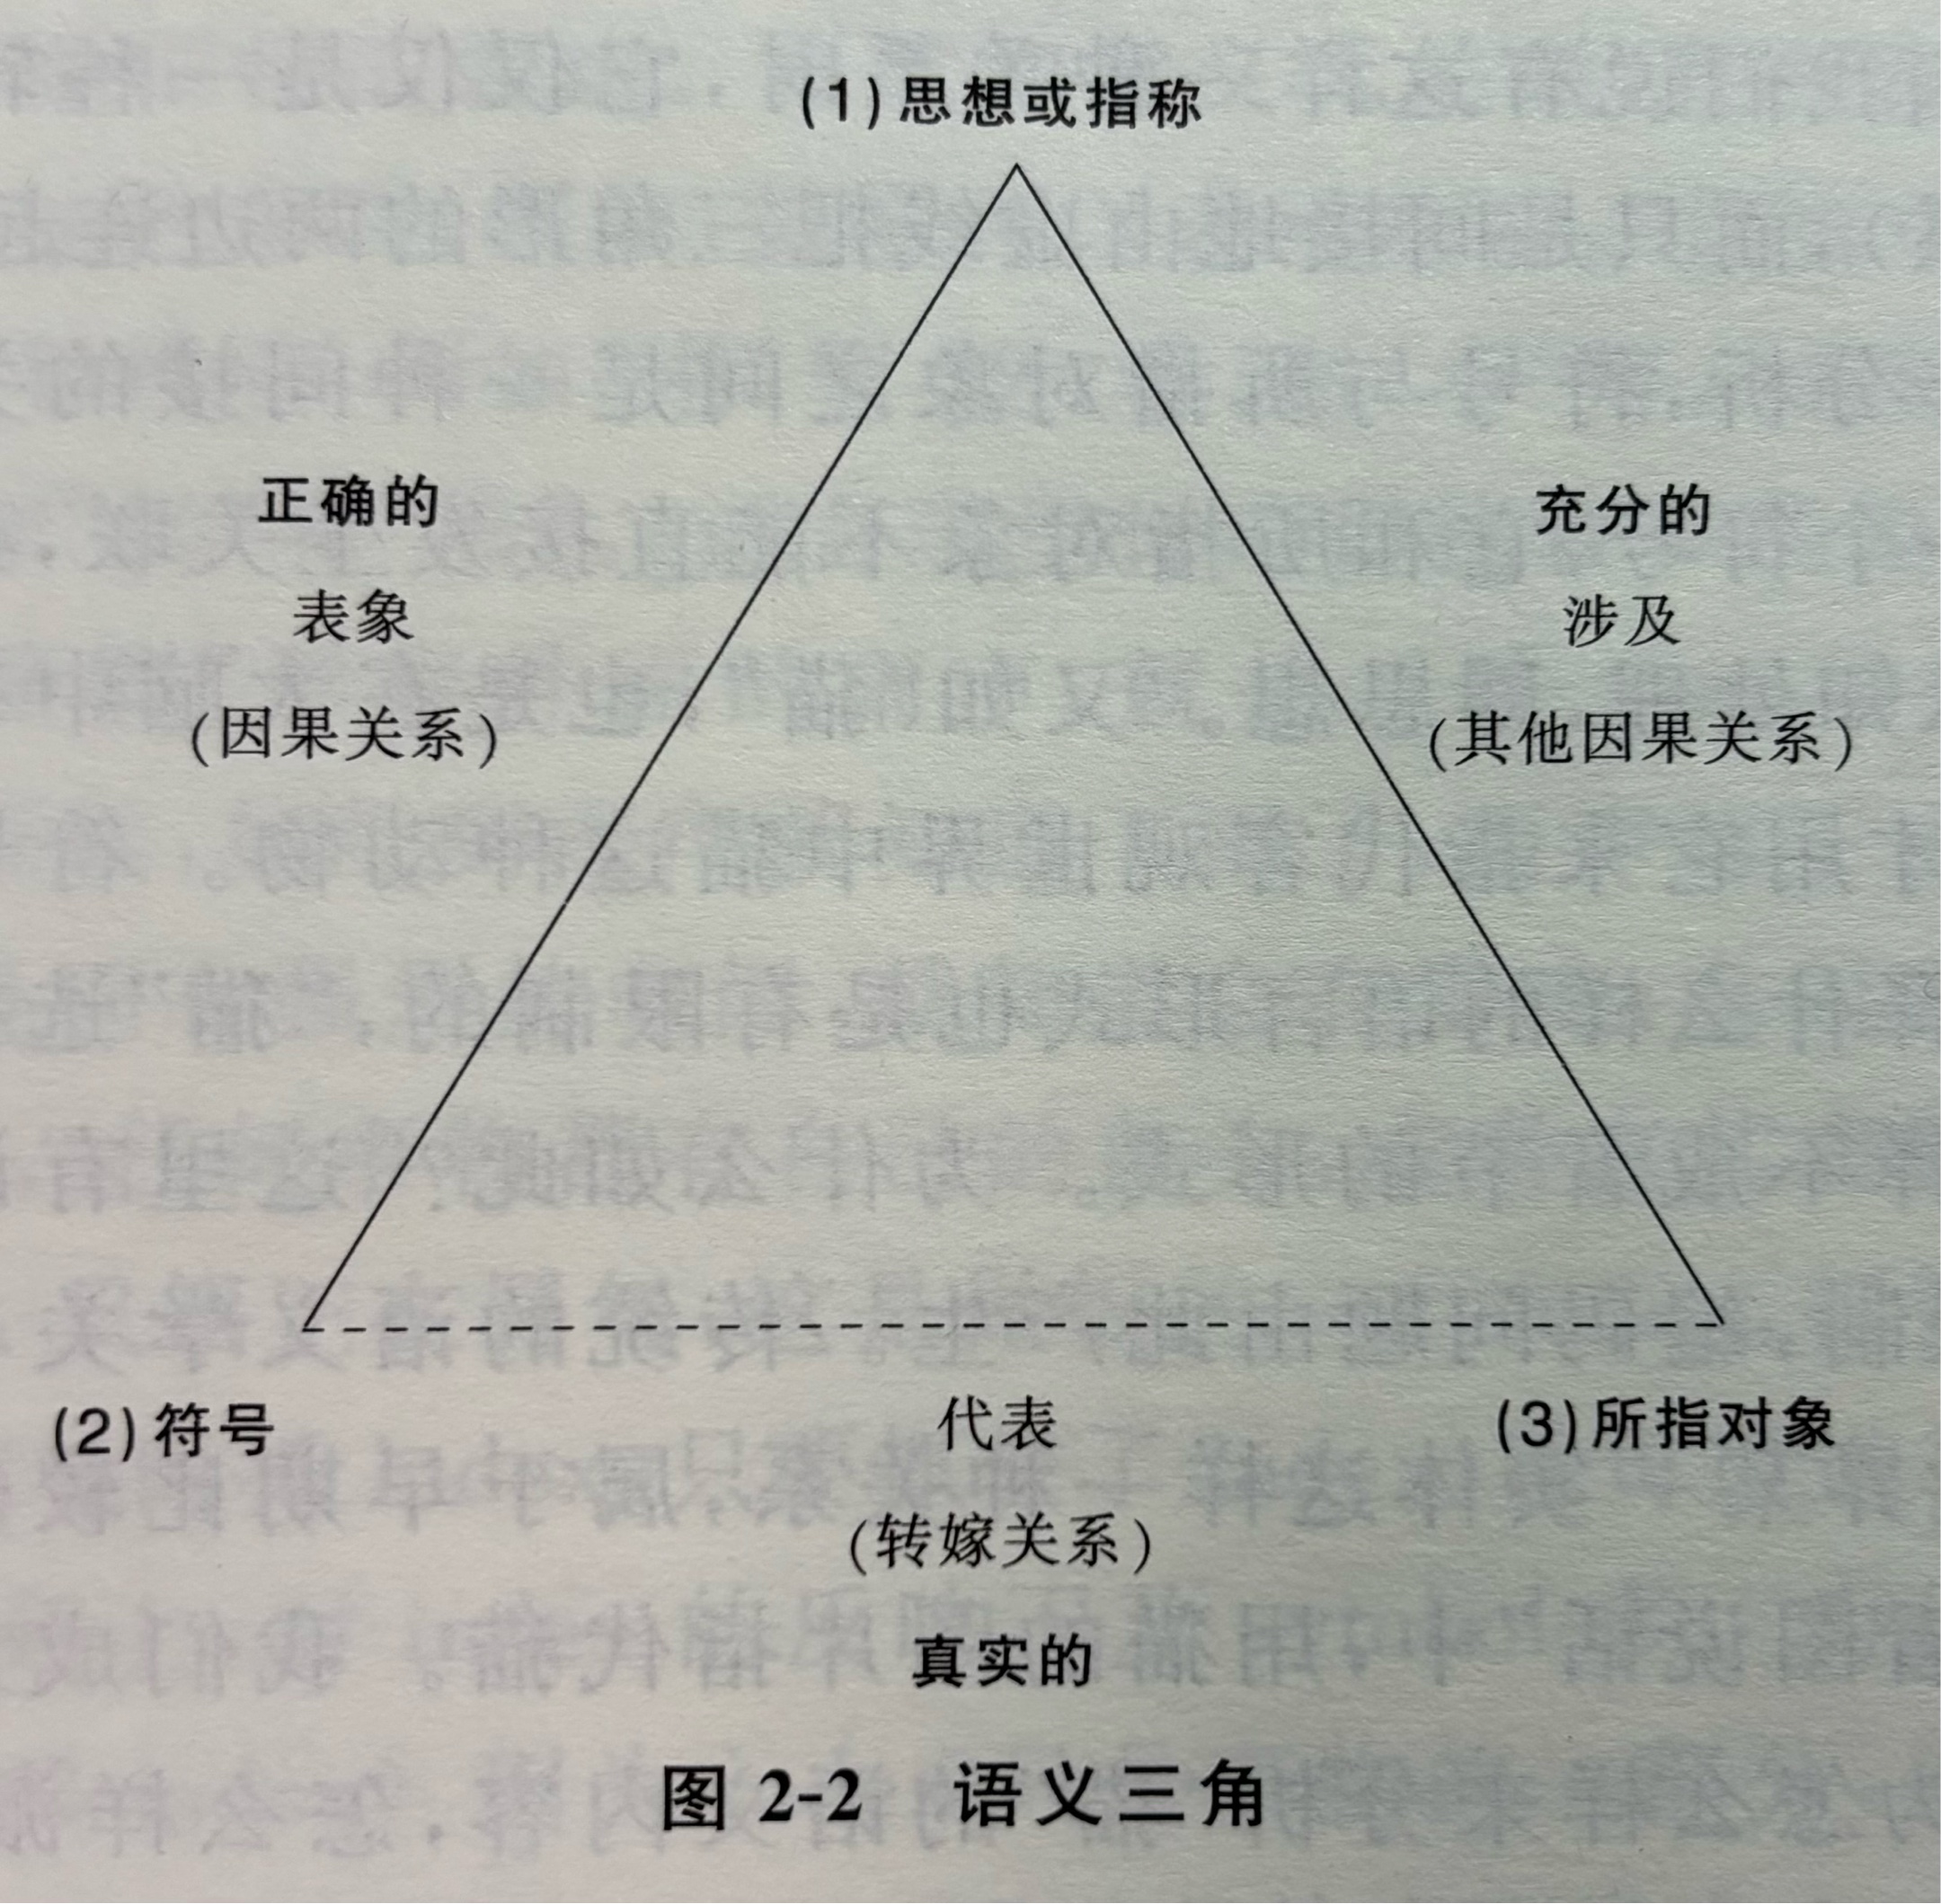 (1)思想或指称
正确的
表象
(因果关系)
充分的
涉及
(其他因果关系)
(2)符号
代表
(3)所指对象
(转嫁关系)
真实的
图 2-2 语义三角